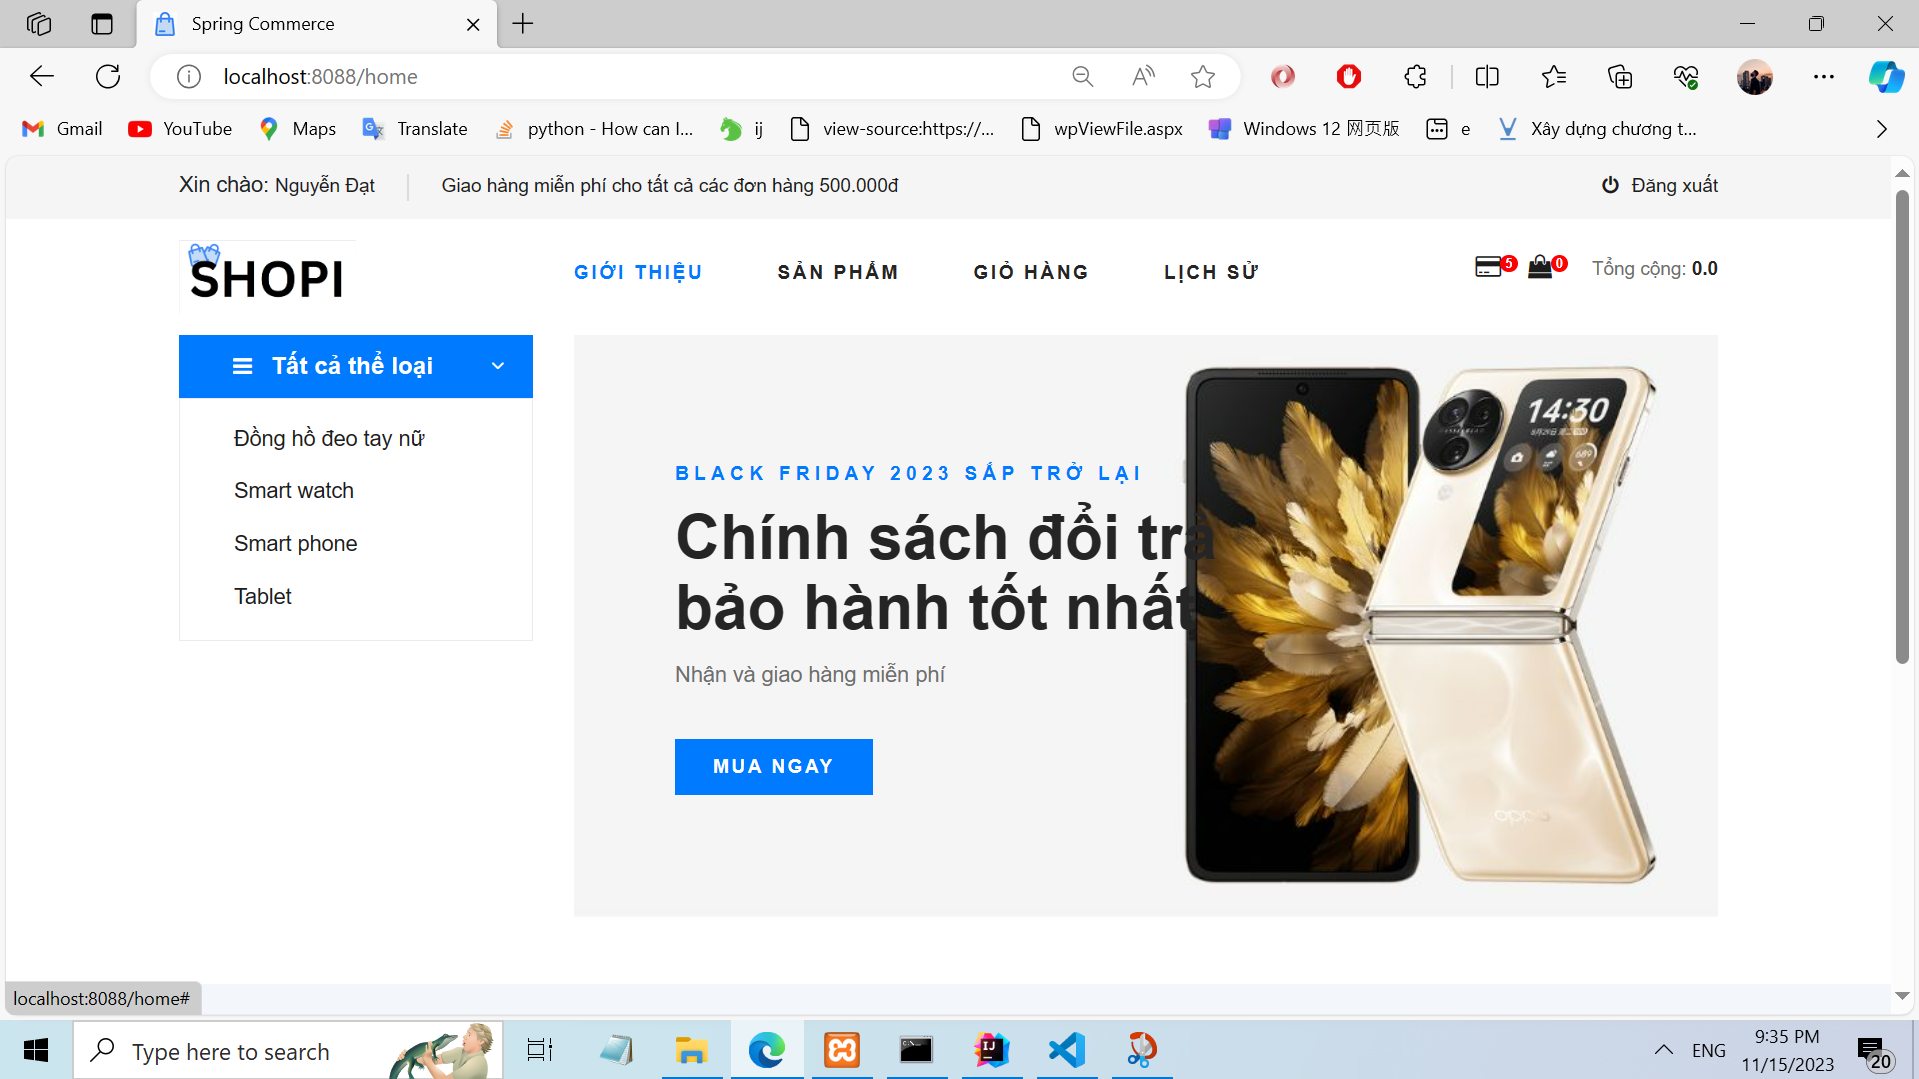 Spring Commerce
localhost:8088/home
Gmail
YouTube
Maps
Translate
python - How can I...
ij
view-source:https://...
wpViewFile.aspx
Windows 12 网页版
e
Xây dựng chương t...
Xin chào: Nguyễn Đạt
Giao hàng miễn phí cho tất cả các đơn hàng 500.000đ
Đăng xuất
SHOPI
GIỚI THIỆU
SẢN PHẨM
GIỎ HÀNG
LỊCH SỬ
5
0
Tổng cộng: 0.0
Tất cả thể loại
Đồng hồ đeo tay nữ
Smart watch
Smart phone
Tablet
BLACK FRIDAY 2023 SẮP TRỞ LẠI
Chính sách đổi trả
bảo hành tốt nhất
Nhận và giao hàng miễn phí
MUA NGAY
14:30
oppo
localhost:8088/home#
Type here to search
ENG
9:35 PM
11/15/2023
20